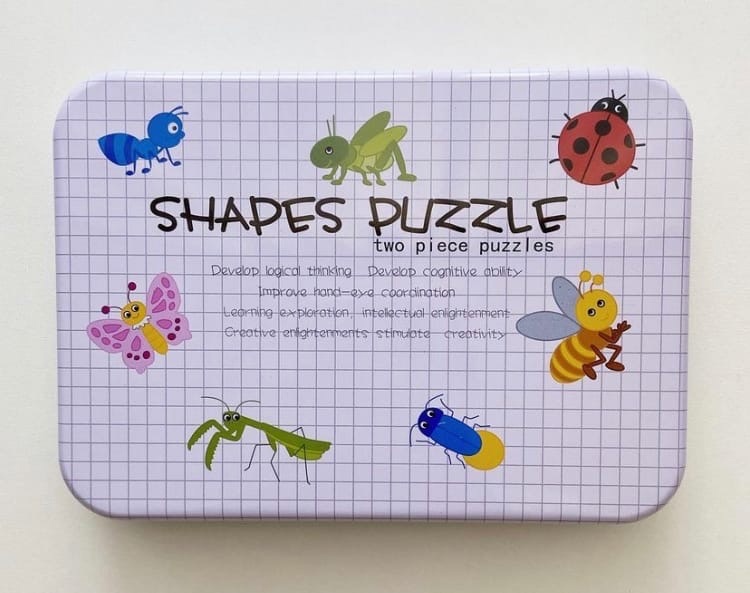 SHAPES PUZZLE
two piece puzzles
Develop logical thinking Develop cognitive ability
Improve hand-eye coordination
Learning exploration, intellectual enlightenment
Creative enlightenments stimulate creativity